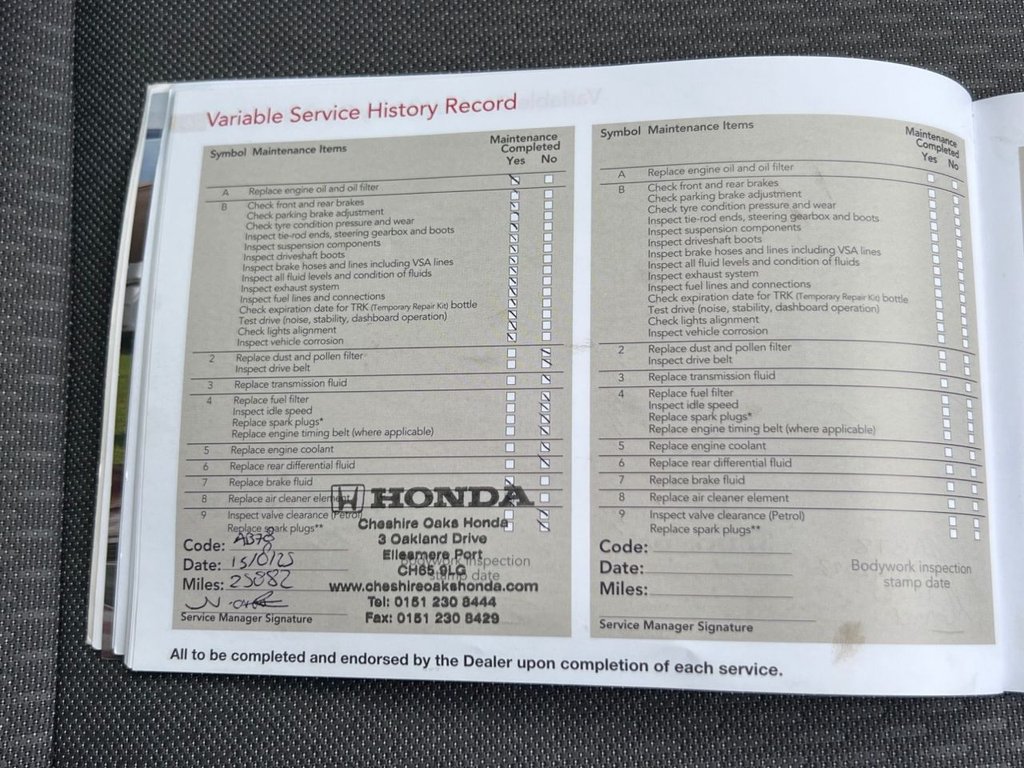 Variable Service History Record
Symbol Maintenance Items
Maintenance
Completed
Yes No
A Replace engine oil and oil filter
B Check front and rear brakes
Check parking brake adjustment
Check tyre condition pressure and wear
Inspect tie-rod ends, steering gearbox and boots
Inspect suspension components
Inspect driveshaft boots
Inspect brake hoses and lines including VSA lines
Inspect all fluid levels and condition of fluids
Inspect exhaust system
Inspect fuel lines and connections
Check expiration date for TRK (Temporary Repair Kit) bottle
Test drive (noise, stability, dashboard operation)
Check lights alignment
Inspect vehicle corrosion
2 Replace dust and pollen filter
Inspect drive belt
3 Replace transmission fluid
4 Replace fuel filter
Inspect idle speed
Replace spark plugs*
Replace engine timing belt (where applicable)
5 Replace engine coolant
6 Replace rear differential fluid
7 Replace brake fluid
8 Replace air cleaner element
9 Inspect valve clearance (Petrol)
Replace spark plugs**
HONDA
Cheshire Oaks Honda
3 Oakland Drive
Ellesmere Port
CH65 9LG
www.cheshireoakshonda.com
Tel: 0151 230 8444
Fax: 0151 230 8429
Bodywork inspection
stamp date
Code: AB78
Date:
Miles: 25882
Service Manager Signature
Symbol Maintenance Items
Maintenance
Completed
Yes No
A Replace engine oil and oil filter
B Check front and rear brakes
Check parking brake adjustment
Check tyre condition pressure and wear
Inspect tie-rod ends, steering gearbox and boots
Inspect suspension components
Inspect driveshaft boots
Inspect brake hoses and lines including VSA lines
Inspect all fluid levels and condition of fluids
Inspect exhaust system
Inspect fuel lines and connections
Check expiration date for TRK (Temporary Repair Kit) bottle
Test drive (noise, stability, dashboard operation)
Check lights alignment
Inspect vehicle corrosion
2 Replace dust and pollen filter
Inspect drive belt
3 Replace transmission fluid
4 Replace fuel filter
Inspect idle speed
Replace spark plugs*
Replace engine timing belt (where applicable)
5 Replace engine coolant
6 Replace rear differential fluid
7 Replace brake fluid
8 Replace air cleaner element
9 Inspect valve clearance (Petrol)
Replace spark plugs**
Code:
Date:
Miles:
Bodywork inspection
stamp date
Service Manager Signature
All to be completed and endorsed by the Dealer upon completion of each service.